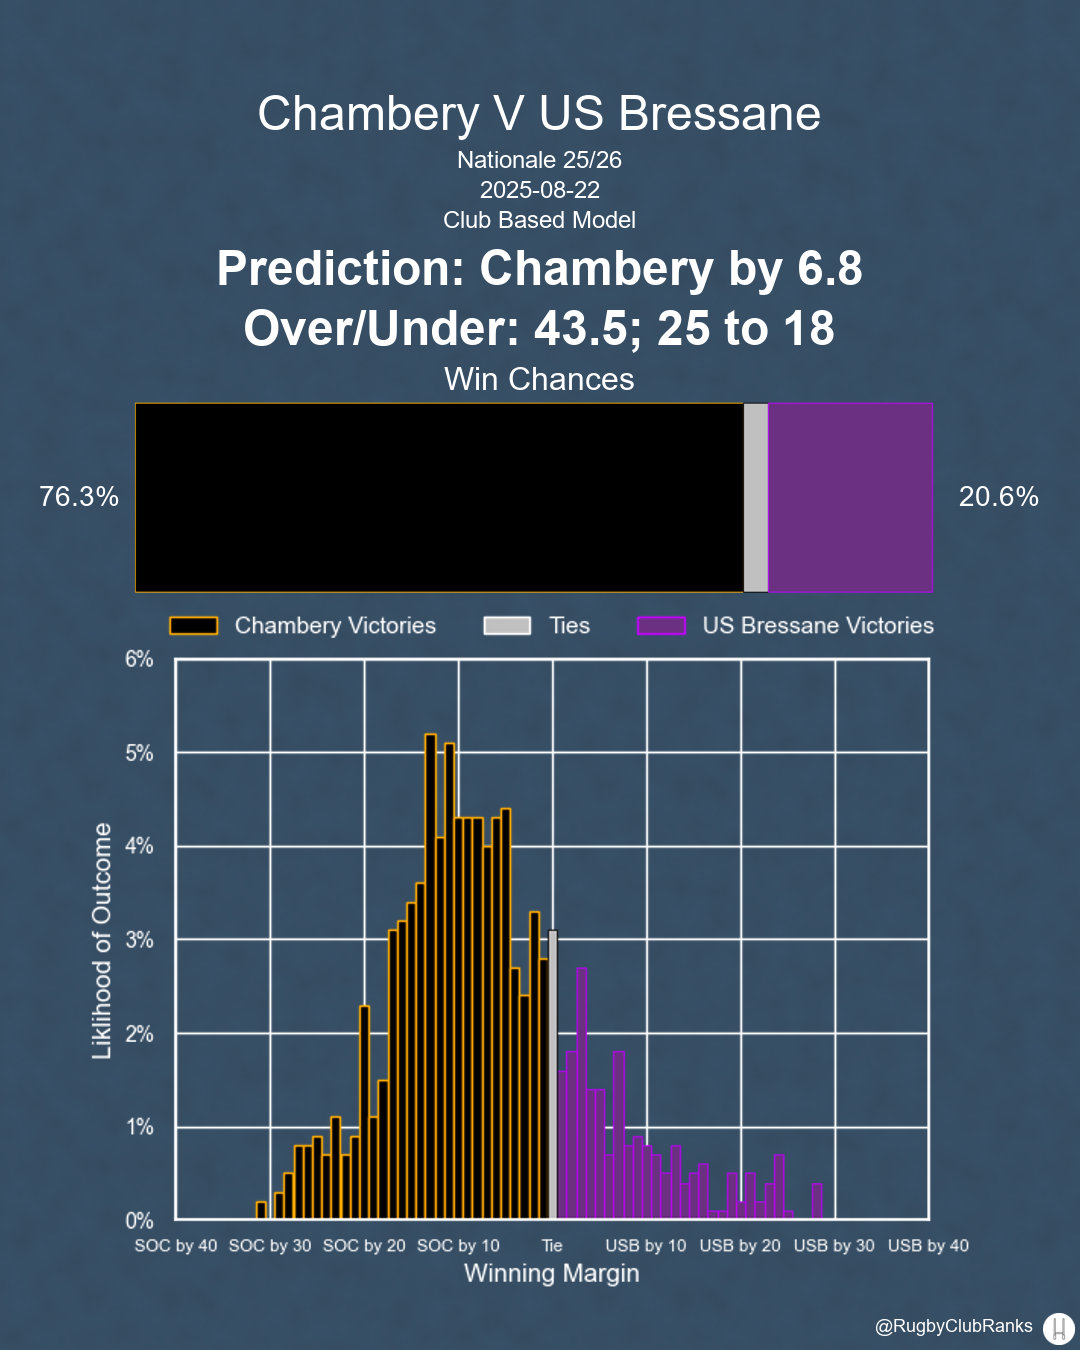 Chambery V US Bressane
Nationale 25/26
2025-08-22
Club Based Model
Prediction: Chambery by 6.8
Over/Under: 43.5; 25 to 18
Win Chances
76.3%
20.6%
Chambery Victories
Ties
US Bressane Victories
6%
5%
4%
3%
2%
1%
0%
Liklihood of Outcome
SOC by 40
SOC by 30
SOC by 20
SOC by 10
Tie
USB by 10
USB by 20
USB by 30
USB by 40
Winning Margin
@RugbyClubRanks